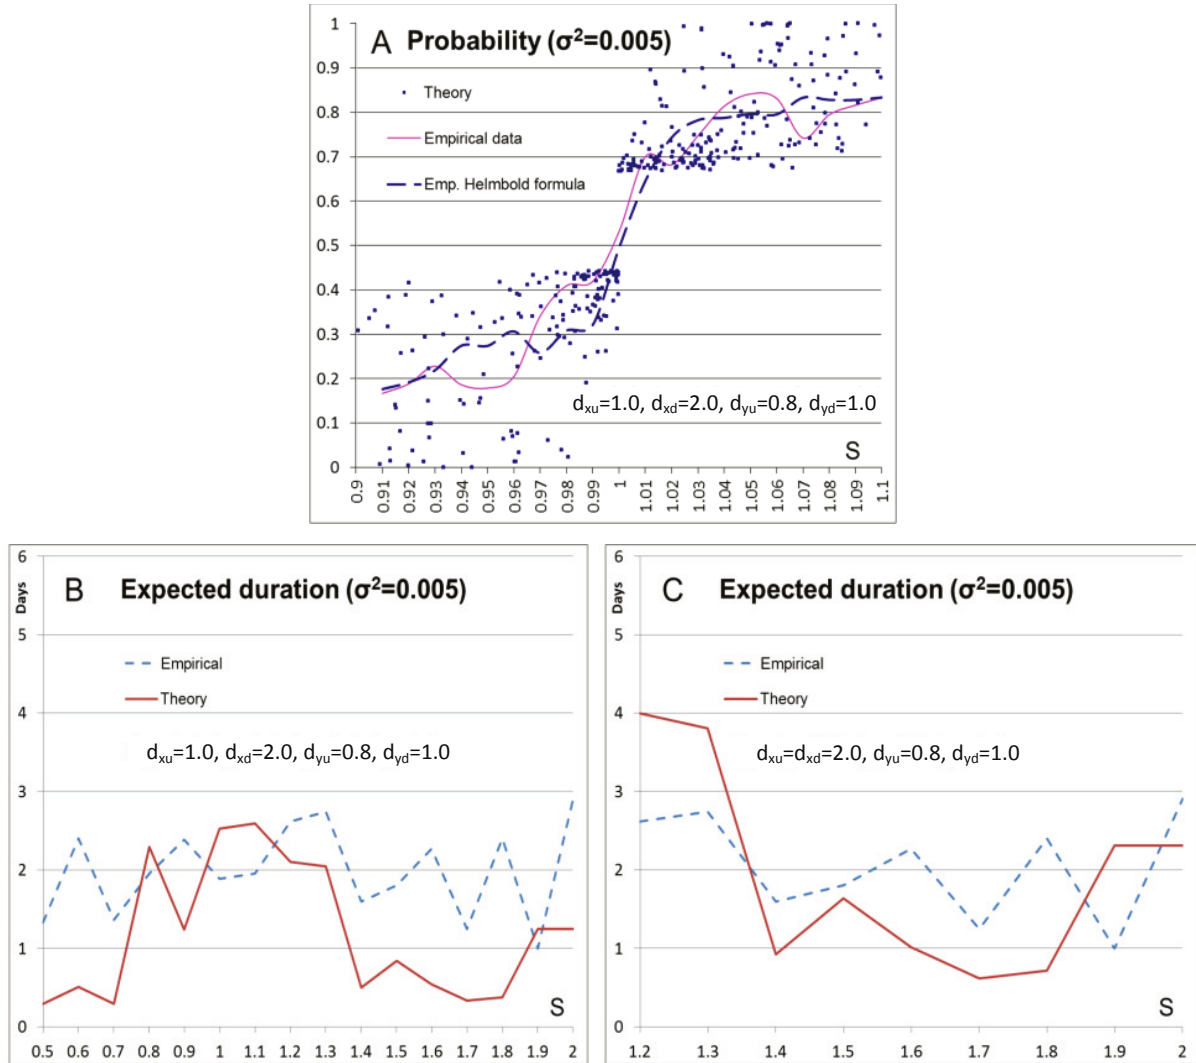 A Probability (σ²=0.005)
1
0.9
0.8
0.7
0.6
0.5
0.4
0.3
0.2
0.1
0
Theory
Empirical data
Emp. Helmbold formula
dxu=1.0, dxd=2.0, dyu=0.8, dyd=1.0
S
0.9 0.91 0.92 0.93 0.94 0.95 0.96 0.97 0.98 0.99 1 1.01 1.02 1.03 1.04 1.05 1.06 1.07 1.08 1.09 1.1
B Expected duration (σ²=0.005)
Days
6
5
4
3
2
1
0
Empirical
Theory
dxu=1.0, dxd=2.0, dyu=0.8, dyd=1.0
S
0.5 0.6 0.7 0.8 0.9 1 1.1 1.2 1.3 1.4 1.5 1.6 1.7 1.8 1.9 2
C Expected duration (σ²=0.005)
Days
6
5
4
3
2
1
0
Empirical
Theory
dxu=dxd=2.0, dyu=0.8, dyd=1.0
S
1.2 1.3 1.4 1.5 1.6 1.7 1.8 1.9 2